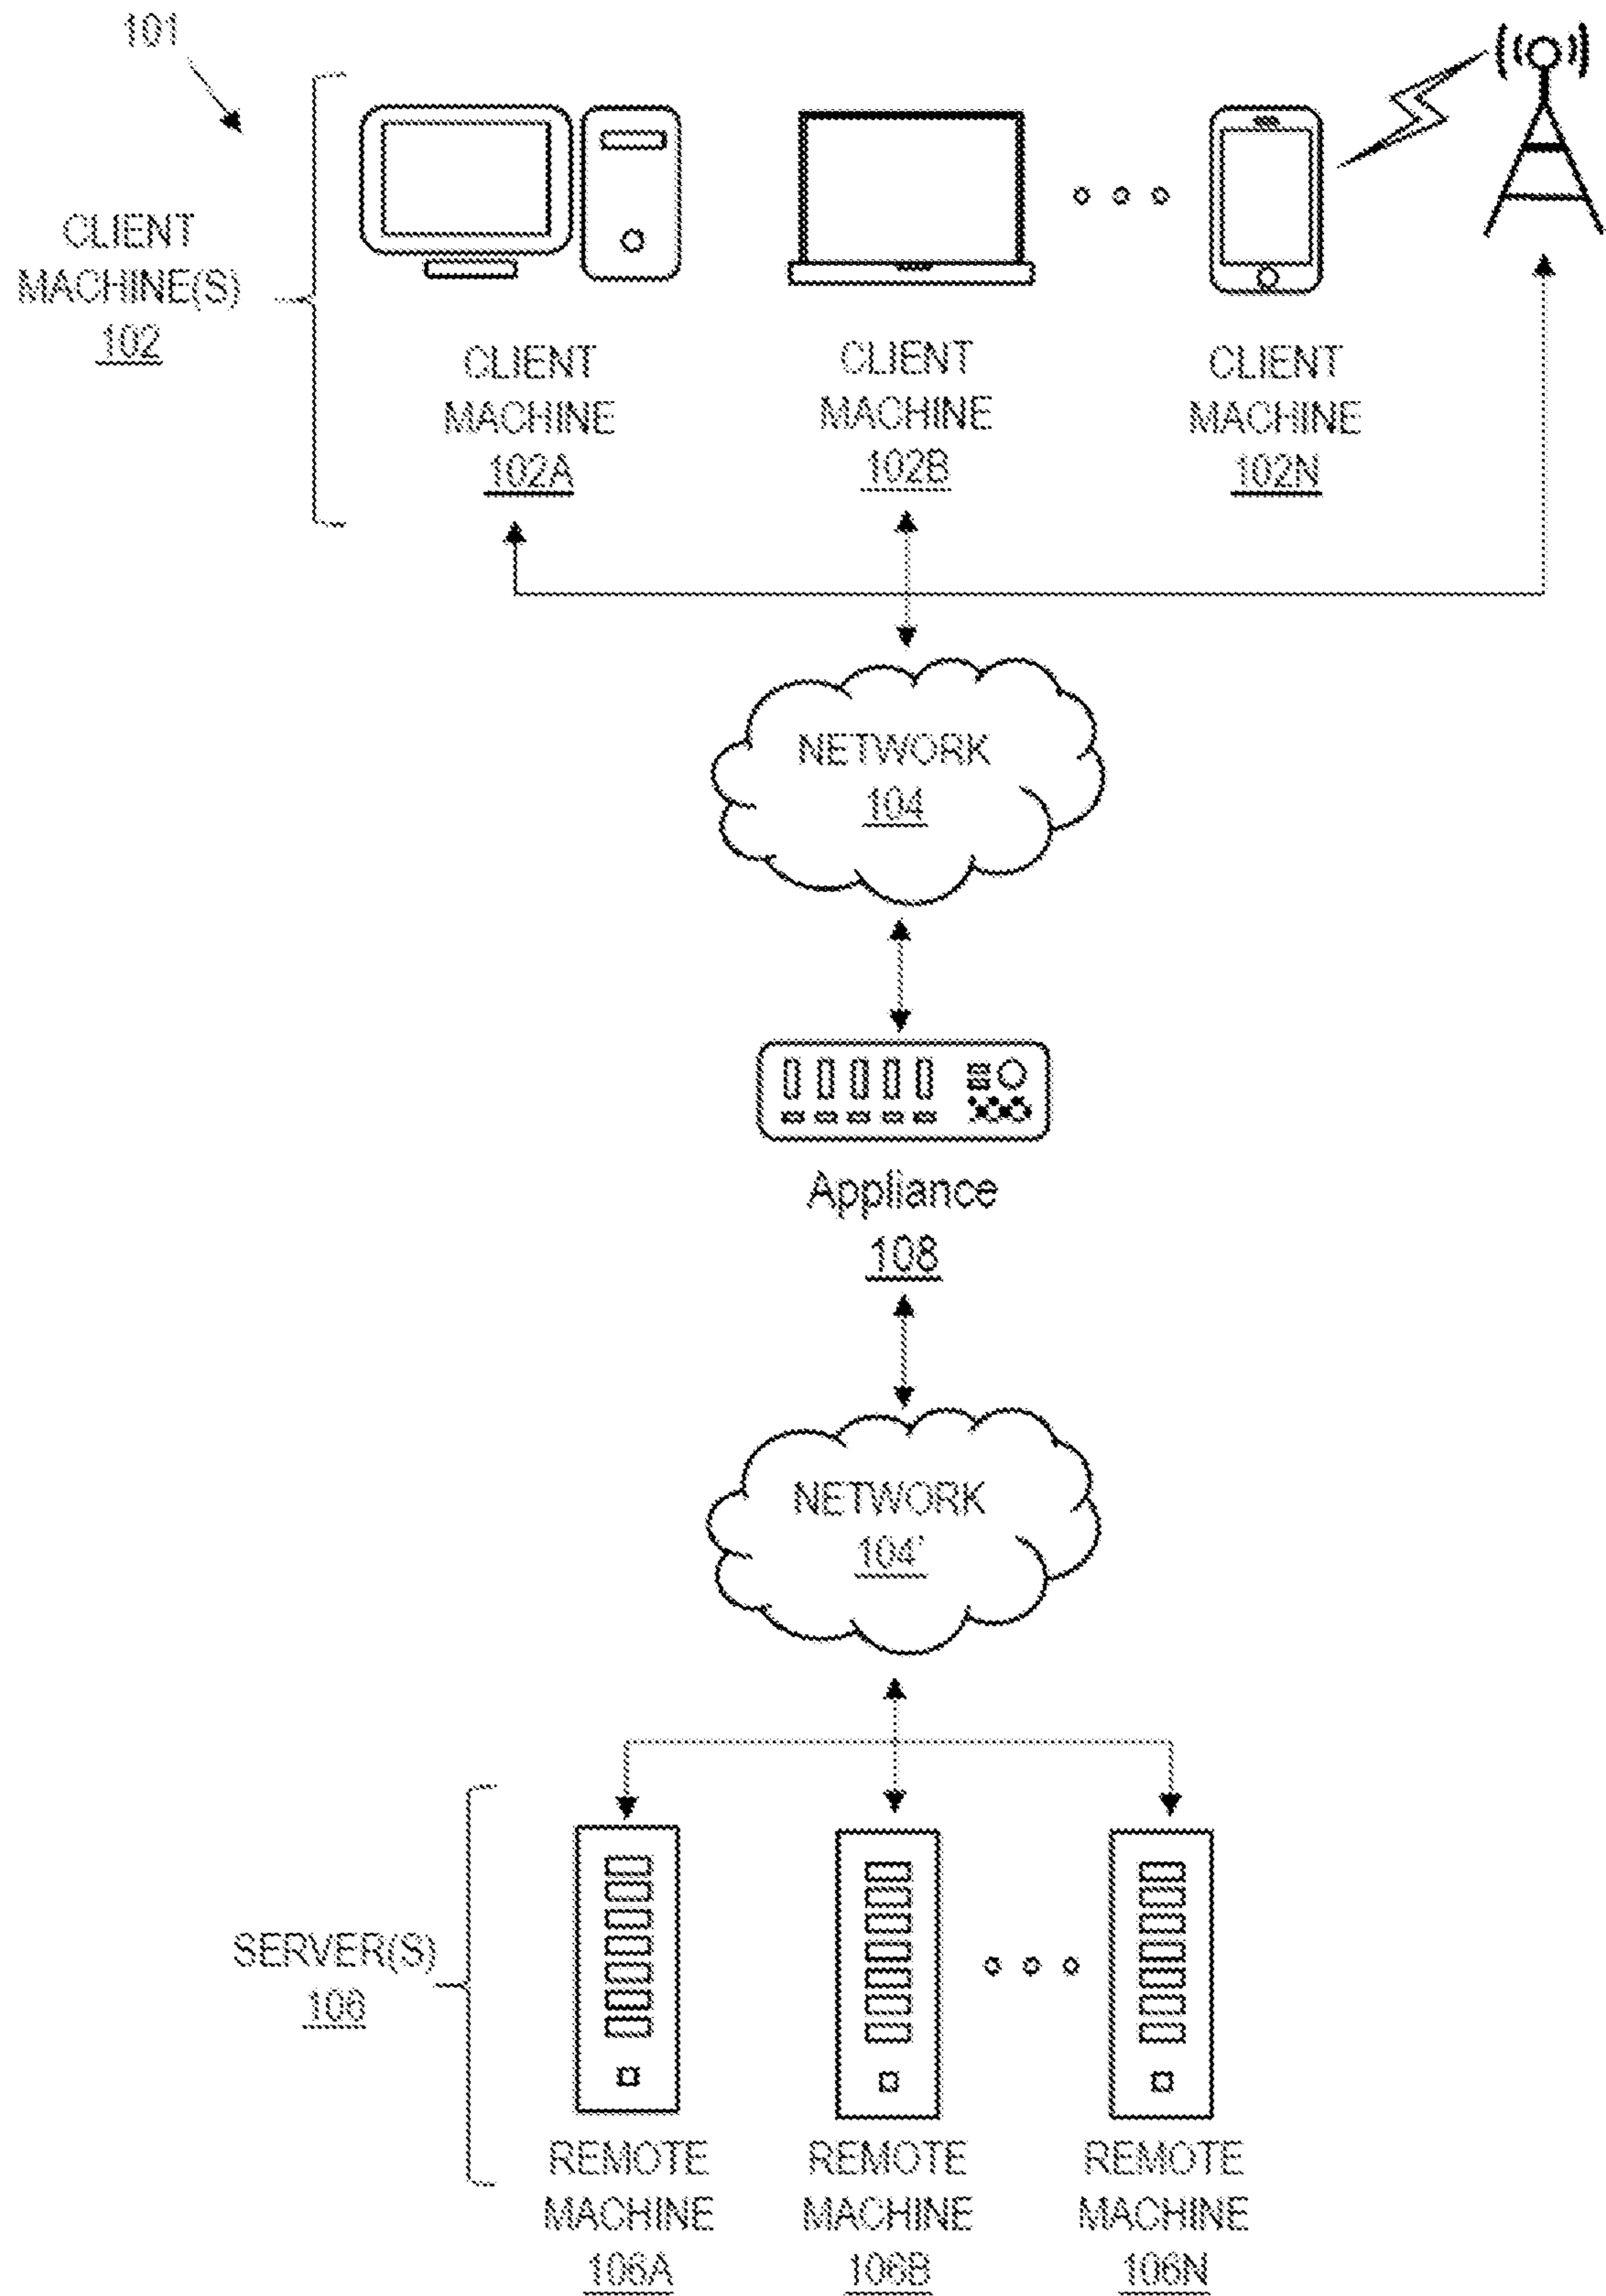 101
CLIENT
MACHINE(S)
102
CLIENT
MACHINE
102A
CLIENT
MACHINE
102B
CLIENT
MACHINE
102N
NETWORK
104
Appliance
108
NETWORK
104'
SERVER(S)
106
REMOTE
MACHINE
106A
REMOTE
MACHINE
106B
REMOTE
MACHINE
106N